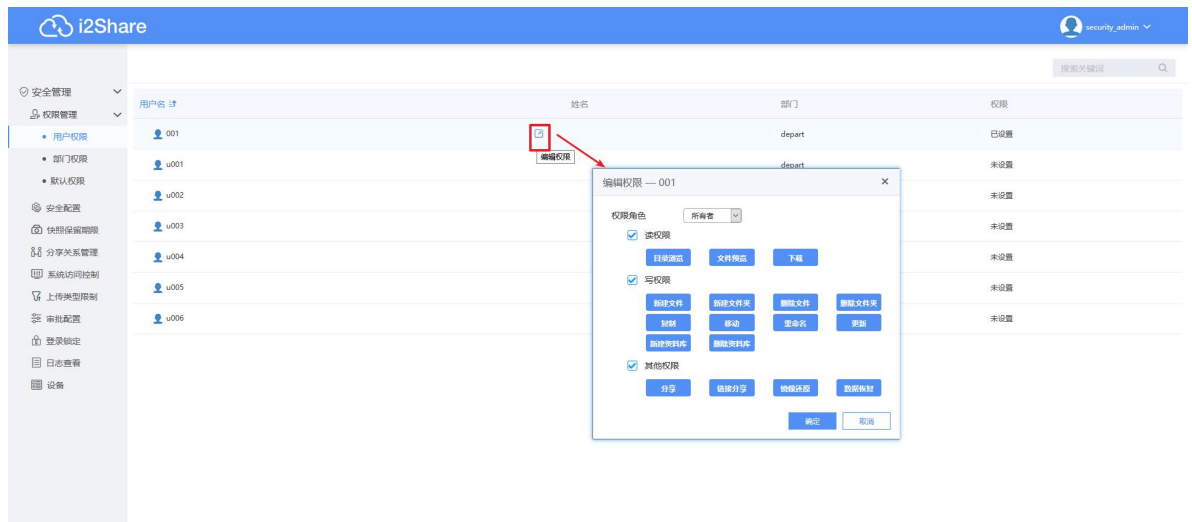 i2Share
security_admin
搜索关键词
安全管理
权限管理
用户权限
部门权限
默认权限
安全配置
快照保留期限
分享关系管理
系统访问控制
上传类型限制
审批配置
登录锁定
日志查看
设备
用户名 姓名 部门 权限
001 depart 已设置
编辑权限
u001 depart 未设置
u002 未设置
u003 未设置
u004 未设置
u005 未设置
u006 未设置
编辑权限 — 001 ×
权限角色 所有者
读权限
目录浏览 文件预览 下载
写权限
新建文件 新建文件夹 删除文件 删除文件夹
复制 移动 重命名 更新
新建资料库 删除资料库
其他权限
分享 链接分享 镜像还原 数据恢复
确定 取消